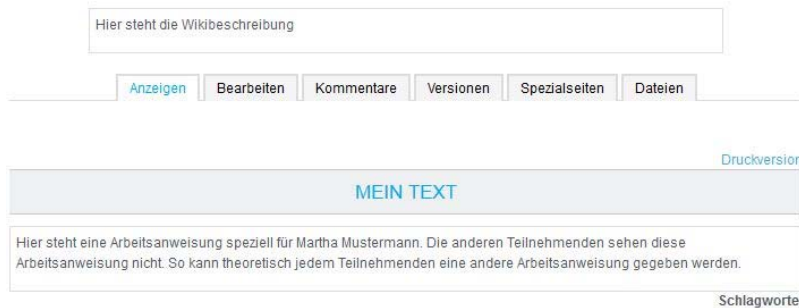 Hier steht die Wikibeschreibung
Anzeigen Bearbeiten Kommentare Versionen Spezialseiten Dateien
Druckversion
MEIN TEXT
Hier steht eine Arbeitsanweisung speziell für Martha Mustermann. Die anderen Teilnehmenden sehen diese
Arbeitsanweisung nicht. So kann theoretisch jedem Teilnehmenden eine andere Arbeitsanweisung gegeben werden.
Schlagworte